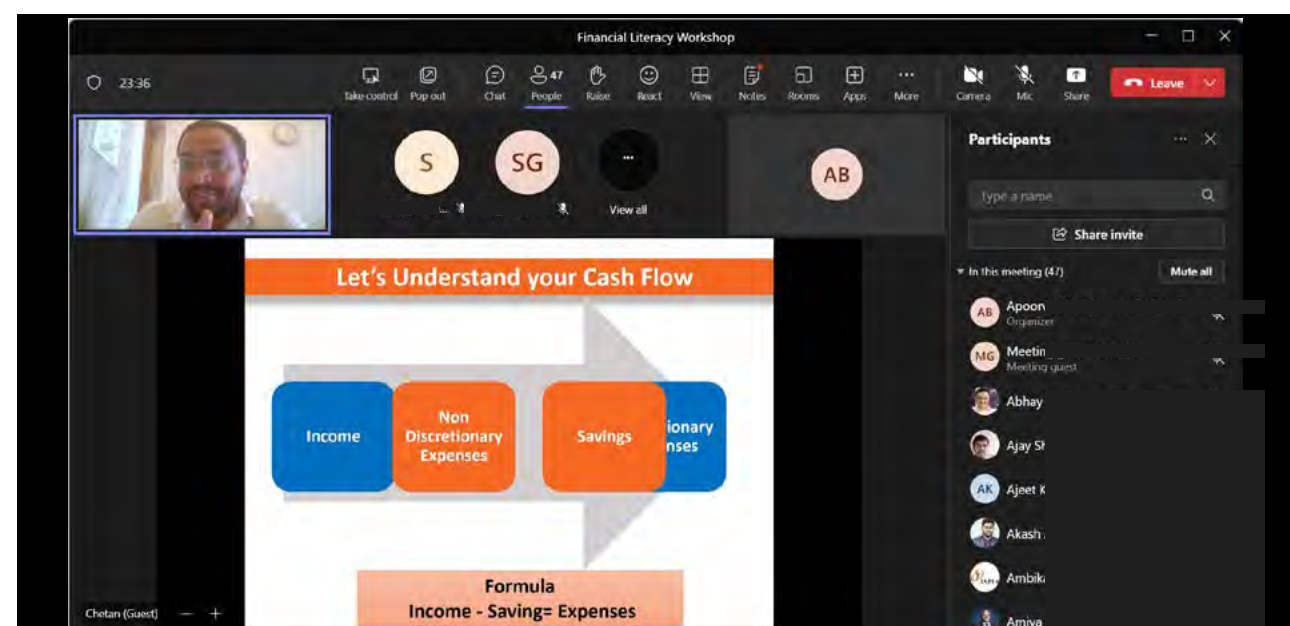 Financial Literacy Workshop
23:36
Take control Pop out Chat 47 People Raise React View Notes Rooms Apps More Camera Mic Share Leave
Participants
S
SG
View all
AB
Type a name
Share invite
In this meeting (47)
Mute all
AB Apoorv
Organizer
MG Meetin
Meeting guest
Abhay
Ajay Sh
AK Ajeet K
Akash
Ambika
Amiya
Let's Understand your Cash Flow
Income
Non
Discretionary
Expenses
Savings
ionary
nses
Formula
Income - Saving= Expenses
Chetan (Guest)